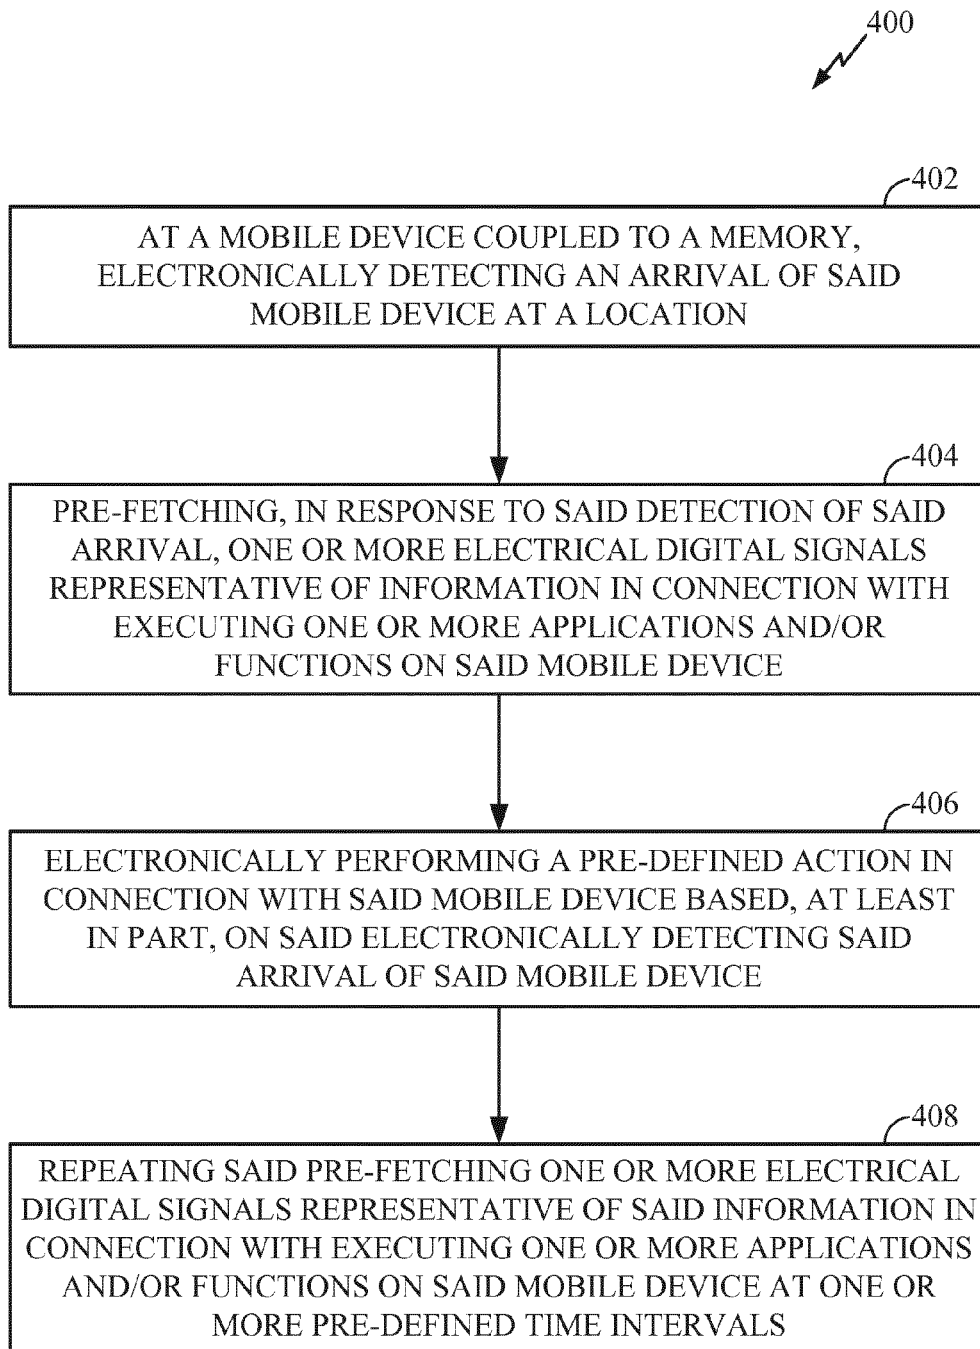 400
402
AT A MOBILE DEVICE COUPLED TO A MEMORY,
ELECTRONICALLY DETECTING AN ARRIVAL OF SAID
MOBILE DEVICE AT A LOCATION
404
PRE-FETCHING, IN RESPONSE TO SAID DETECTION OF SAID
ARRIVAL, ONE OR MORE ELECTRICAL DIGITAL SIGNALS
REPRESENTATIVE OF INFORMATION IN CONNECTION WITH
EXECUTING ONE OR MORE APPLICATIONS AND/OR
FUNCTIONS ON SAID MOBILE DEVICE
406
ELECTRONICALLY PERFORMING A PRE-DEFINED ACTION IN
CONNECTION WITH SAID MOBILE DEVICE BASED, AT LEAST
IN PART, ON SAID ELECTRONICALLY DETECTING SAID
ARRIVAL OF SAID MOBILE DEVICE
408
REPEATING SAID PRE-FETCHING ONE OR MORE ELECTRICAL
DIGITAL SIGNALS REPRESENTATIVE OF SAID INFORMATION IN
CONNECTION WITH EXECUTING ONE OR MORE APPLICATIONS
AND/OR FUNCTIONS ON SAID MOBILE DEVICE AT ONE OR
MORE PRE-DEFINED TIME INTERVALS